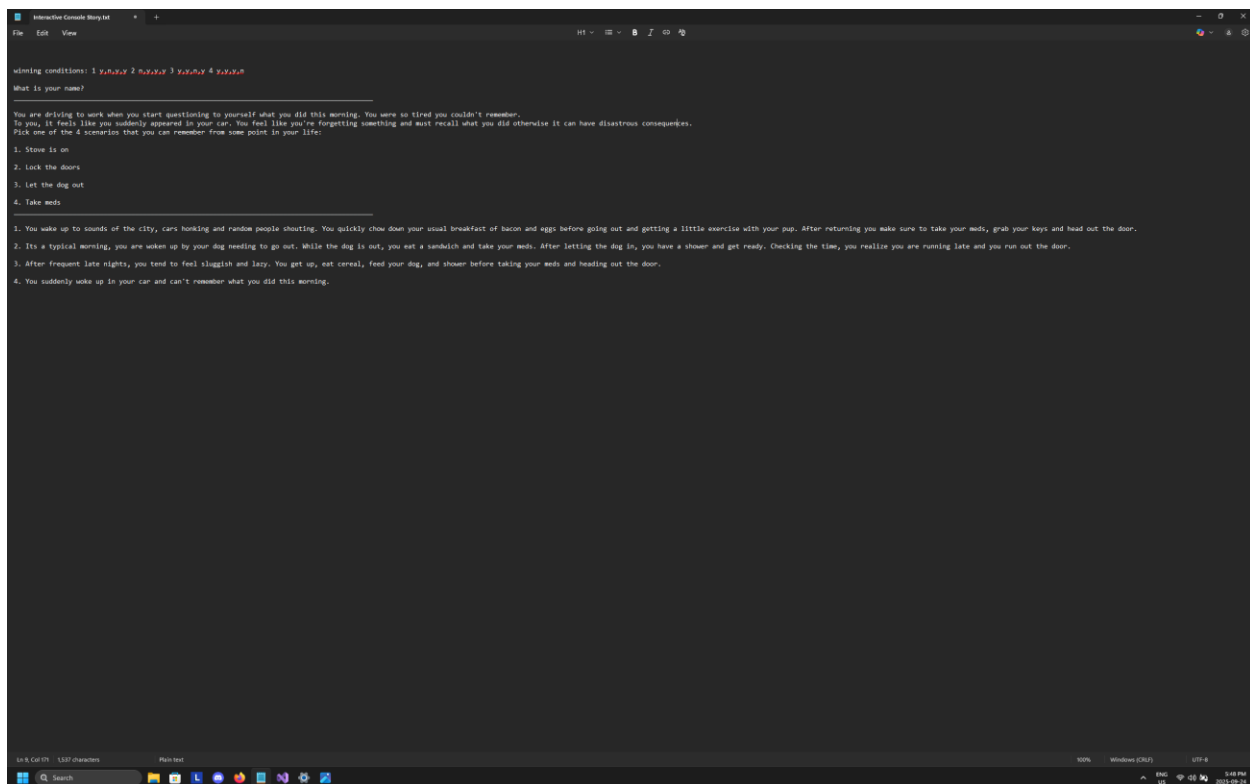 Interactive Console Story.txt
File Edit View H1 B I
winning conditions: 1 y,n,y,y 2 n,y,y,y 3 y,y,n,y 4 y,y,y,n
What is your name?
You are driving to work when you start questioning to yourself what you did this morning. You were so tired you couldn't remember.
To you, it feels like you suddenly appeared in your car. You feel like you're forgetting something and must recall what you did otherwise it can have disastrous consequences.
Pick one of the 4 scenarios that you can remember from some point in your life:
1. Stove is on
2. Lock the doors
3. Let the dog out
4. Take meds
1. You wake up to sounds of the city, cars honking and random people shouting. You quickly chow down your usual breakfast of bacon and eggs before going out and getting a little exercise with your pup. After returning you make sure to take your meds, grab your keys and head out the door.
2. Its a typical morning, you are woken up by your dog needing to go out. While the dog is out, you eat a sandwich and take your meds. After letting the dog in, you have a shower and get ready. Checking the time, you realize you are running late and you run out the door.
3. After frequent late nights, you tend to feel sluggish and lazy. You get up, eat cereal, feed your dog, and shower before taking your meds and heading out the door.
4. You suddenly woke up in your car and can't remember what you did this morning.
Ln 9, Col 171 1,537 characters Plain text 100% Windows (CRLF) UTF-8
Search ENG US 5:48 PM 2025-09-24